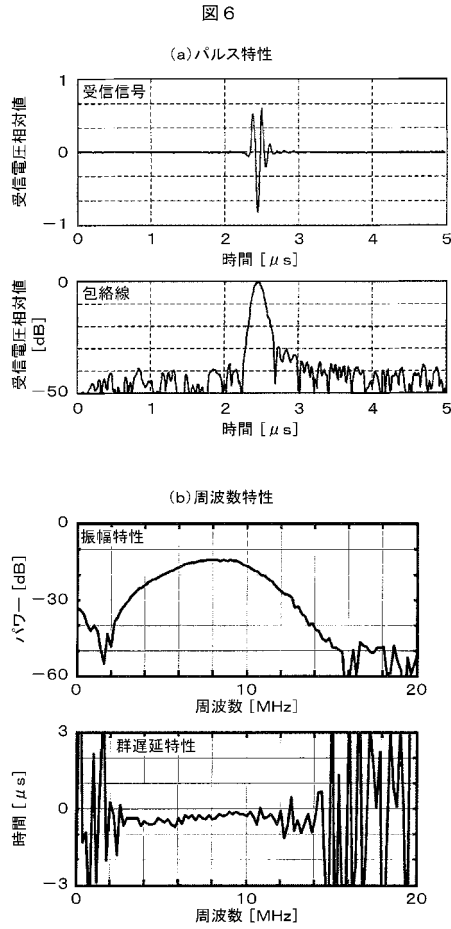 図6
(a)パルス特性
受信信号
受信電圧相対値
1
0
−1
0 1 2 3 4 5
時間[μs]
包絡線
受信電圧相対値
[dB]
0
−50
0 1 2 3 4 5
時間[μs]
(b)周波数特性
振幅特性
パワー[dB]
0
−30
−60
0 10 20
周波数[MHz]
群遅延特性
時間[μs]
3
0
−3
0 10 20
周波数[MHz]